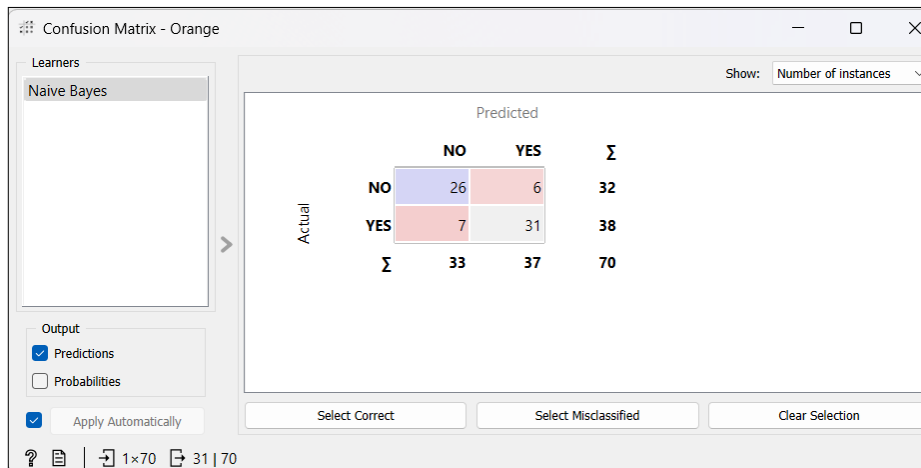 Confusion Matrix - Orange
Learners
Naive Bayes
Show: Number of instances
Predicted
NO YES Σ
NO 26 6 32
Actual
YES 7 31 38
Σ 33 37 70
Output
Predictions
Probabilities
Apply Automatically
Select Correct Select Misclassified Clear Selection
? 1×70 31 | 70